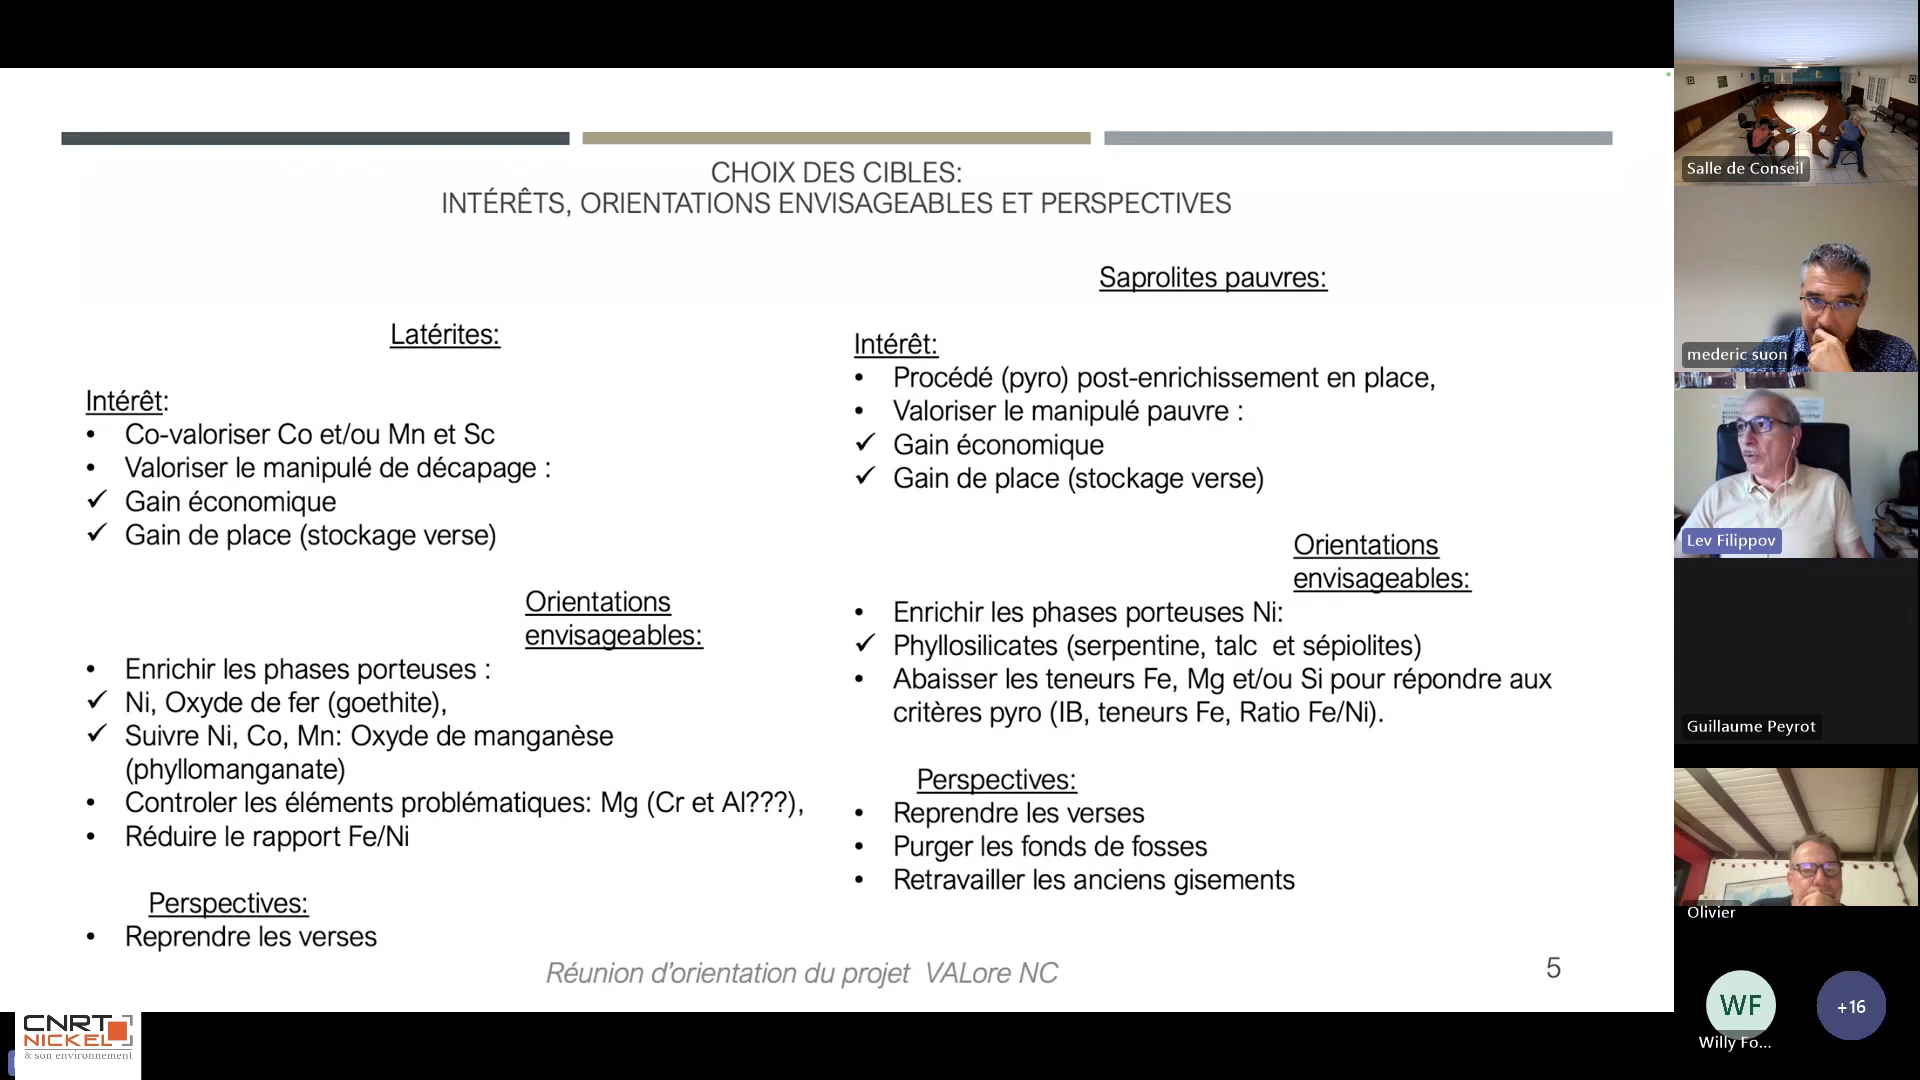 CHOIX DES CIBLES:
INTÉRÊTS, ORIENTATIONS ENVISAGEABLES ET PERSPECTIVES
Latérites:
Intérêt:
• Co-valoriser Co et/ou Mn et Sc
• Valoriser le manipulé de décapage :
✓ Gain économique
✓ Gain de place (stockage verse)
Orientations
envisageables:
• Enrichir les phases porteuses :
✓ Ni, Oxyde de fer (goethite),
✓ Suivre Ni, Co, Mn: Oxyde de manganèse
(phyllomanganate)
• Controler les éléments problématiques: Mg (Cr et Al???),
• Réduire le rapport Fe/Ni
Perspectives:
• Reprendre les verses
Saprolites pauvres:
Intérêt:
• Procédé (pyro) post-enrichissement en place,
• Valoriser le manipulé pauvre :
✓ Gain économique
✓ Gain de place (stockage verse)
Orientations
envisageables:
• Enrichir les phases porteuses Ni:
✓ Phyllosilicates (serpentine, talc et sépiolites)
• Abaisser les teneurs Fe, Mg et/ou Si pour répondre aux
critères pyro (IB, teneurs Fe, Ratio Fe/Ni).
Perspectives:
• Reprendre les verses
• Purger les fonds de fosses
• Retravailler les anciens gisements
Réunion d'orientation du projet VALore NC
5
CNRT
NICKEL
& son environnement
Salle de Conseil
mederic suon
Lev Filippov
Guillaume Peyrot
Olivier
WF
Willy Fo...
+16